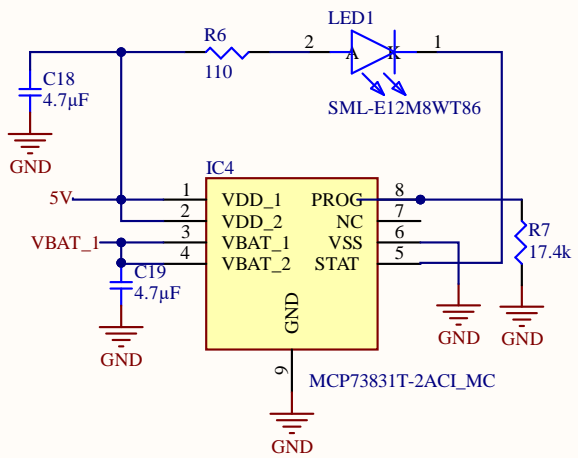 LED1
R6
2
A
K
1
110
C18
4.7µF
SML-E12M8WT86
GND
IC4
5V
1
VDD_1
PROG
8
2
VDD_2
NC
7
R7
17.4k
VBAT_1
3
VBAT_1
VSS
6
4
VBAT_2
STAT
5
C19
4.7µF
GND
GND
GND
GND
9
MCP73831T-2ACI_MC
GND